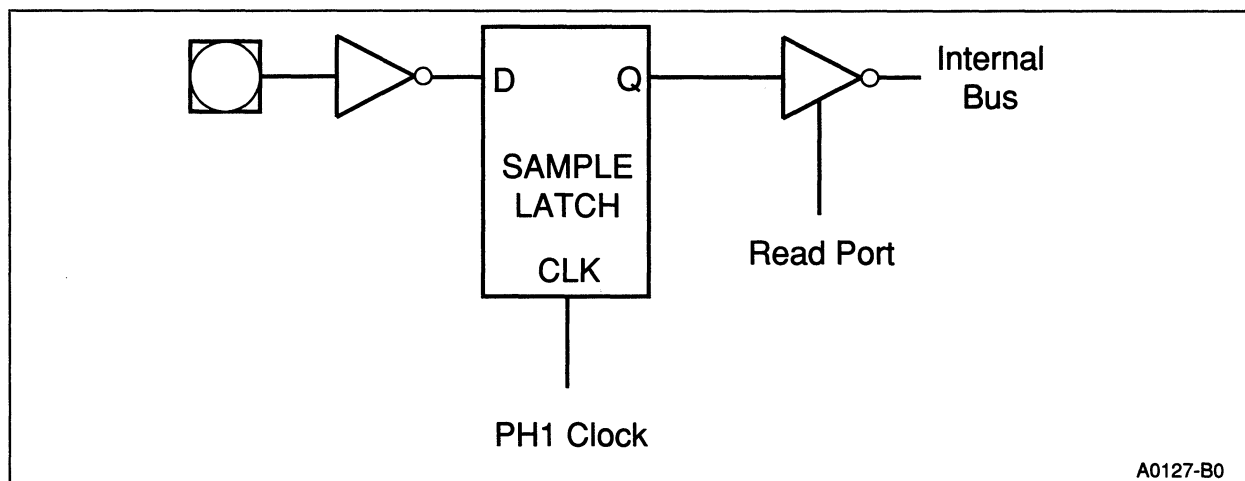 D
Q
Internal
Bus
SAMPLE
LATCH
CLK
Read Port
PH1 Clock
A0127-B0